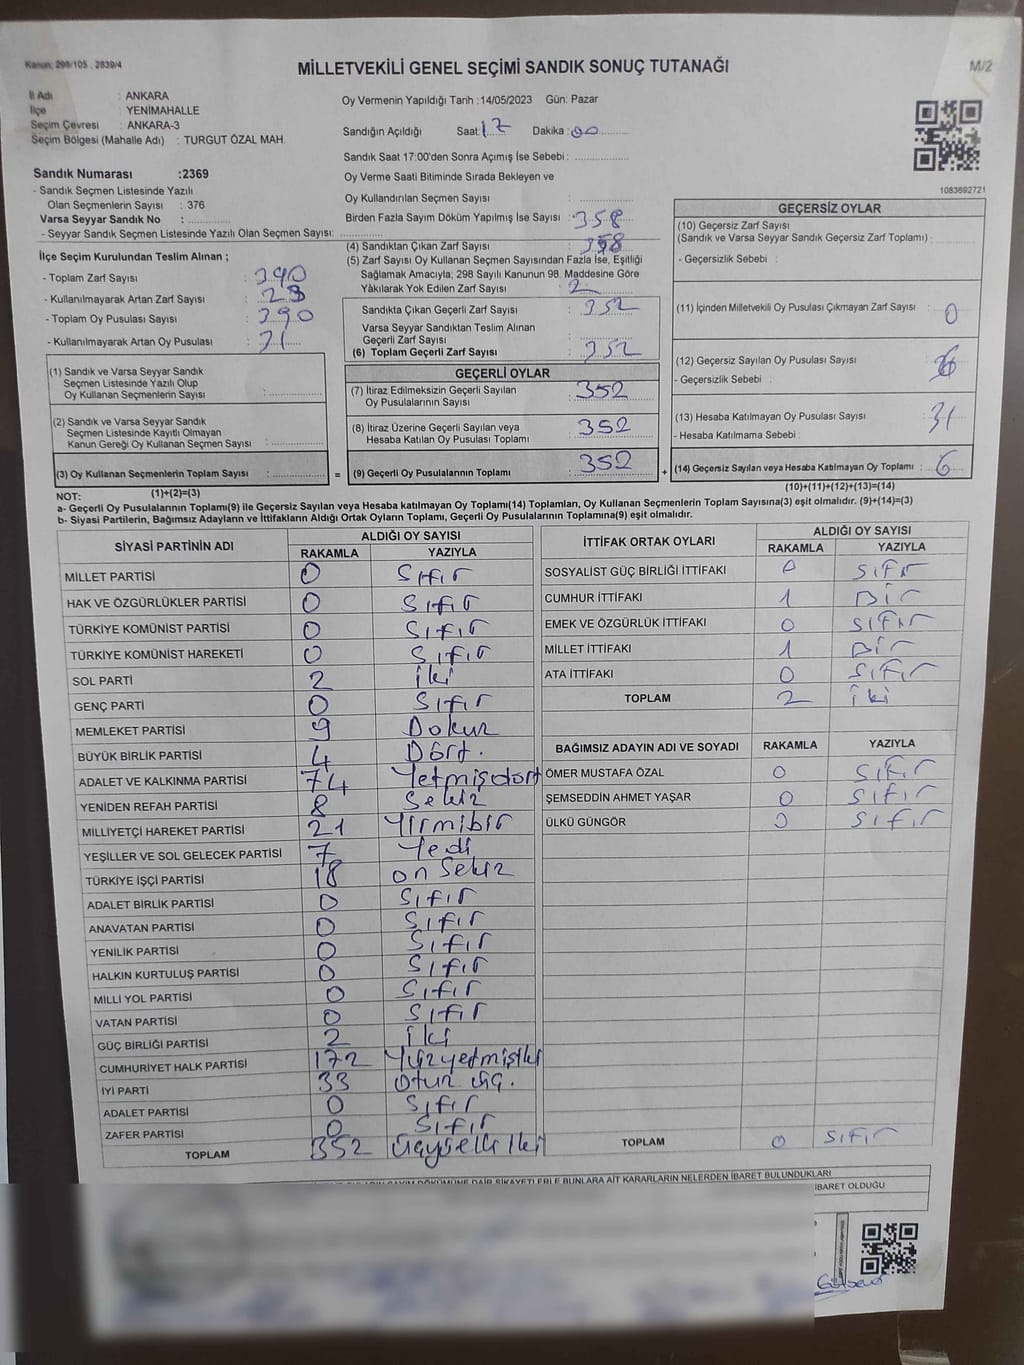 Kanun: 298/105 , 2839/4
MİLLETVEKİLİ GENEL SEÇİMİ SANDIK SONUÇ TUTANAĞI
M/2
İl Adı : ANKARA
İlçe : YENİMAHALLE
Seçim Çevresi : ANKARA-3
Seçim Bölgesi (Mahalle Adı) : TURGUT ÖZAL MAH.
Oy Vermenin Yapıldığı Tarih :14/05/2023 Gün: Pazar
Sandığın Açıldığı Saat: 17 Dakika: 00
Sandık Saat 17:00'den Sonra Açımış İse Sebebi :
Sandık Numarası :2369
- Sandık Seçmen Listesinde Yazılı
Olan Seçmenlerin Sayısı : 376
Varsa Seyyar Sandık No :
- Seyyar Sandık Seçmen Listesinde Yazılı Olan Seçmen Sayısı:
Oy Verme Saati Bitiminde Sırada Bekleyen ve
Oy Kullandırılan Seçmen Sayısı
Birden Fazla Sayım Döküm Yapılmış İse Sayısı : 358
1083692721
İlçe Seçim Kurulundan Teslim Alınan ;
- Toplam Zarf Sayısı : 390
- Kullanılmayarak Artan Zarf Sayısı :
- Toplam Oy Pusulası Sayısı : 390
- Kullanılmayarak Artan Oy Pusulası : 31
(4) Sandıktan Çıkan Zarf Sayısı : 358
(5) Zarf Sayısı Oy Kullanan Seçmen Sayısından Fazla İse, Eşitliği
Sağlamak Amacıyla; 298 Sayılı Kanunun 98. Maddesine Göre
Yakılarak Yok Edilen Zarf Sayısı : 2
Sandıkta Çıkan Geçerli Zarf Sayısı : 352
Varsa Seyyar Sandıktan Teslim Alınan
Geçerli Zarf Sayısı :
(6) Toplam Geçerli Zarf Sayısı : 352
GEÇERSİZ OYLAR
(10) Geçersiz Zarf Sayısı
(Sandık ve Varsa Seyyar Sandık Geçersiz Zarf Toplamı) :
- Geçersizlik Sebebi :
(11) İçinden Milletvekili Oy Pusulası Çıkmayan Zarf Sayısı : 0
(12) Geçersiz Sayılan Oy Pusulası Sayısı :
- Geçersizlik Sebebi :
(13) Hesaba Katılmayan Oy Pusulası Sayısı : 31
- Hesaba Katılmama Sebebi :
(14) Geçersiz Sayılan veya Hesaba Katılmayan Oy Toplamı : 6
(10)+(11)+(12)+(13)=(14)
(1) Sandık ve Varsa Seyyar Sandık
Seçmen Listesinde Yazılı Olup
Oy Kullanan Seçmenlerin Sayısı :
(2) Sandık ve Varsa Seyyar Sandık
Seçmen Listesinde Kayıtlı Olmayan
Kanun Gereği Oy Kullanan Seçmen Sayısı :
(3) Oy Kullanan Seçmenlerin Toplam Sayısı :
(1)+(2)=(3)
GEÇERLİ OYLAR
(7) İtiraz Edilmeksizin Geçerli Sayılan
Oy Pusulalarının Sayısı : 352
(8) İtiraz Üzerine Geçerli Sayılan veya
Hesaba Katılan Oy Pusulası Toplamı : 352
= (9) Geçerli Oy Pusulalarının Toplamı : 352 +
NOT:
a- Geçerli Oy Pusulalarının Toplamı(9) ile Geçersiz Sayılan veya Hesaba katılmayan Oy Toplamı(14) Toplamları, Oy Kullanan Seçmenlerin Toplam Sayısına(3) eşit olmalıdır. (9)+(14)=(3)
b- Siyasi Partilerin, Bağımsız Adayların ve İttifakların Aldığı Ortak Oyların Toplamı, Geçerli Oy Pusulalarının Toplamına(9) eşit olmalıdır.
SİYASİ PARTİNİN ADI ALDIĞI OY SAYISI
RAKAMLA YAZIYLA
MİLLET PARTİSİ 0 Sıfır
HAK VE ÖZGÜRLÜKLER PARTİSİ 0 Sıfır
TÜRKİYE KOMÜNİST PARTİSİ 0 Sıfır
TÜRKİYE KOMÜNİST HAREKETİ 0 Sıfır
SOL PARTİ 2 iki
GENÇ PARTİ 0 Sıfır
MEMLEKET PARTİSİ 9 Dokuz
BÜYÜK BİRLİK PARTİSİ 4 Dört.
ADALET VE KALKINMA PARTİSİ 74 Yetmişdört
YENİDEN REFAH PARTİSİ 8 Sekiz
MİLLİYETÇİ HAREKET PARTİSİ 21 Yirmibir
YEŞİLLER VE SOL GELECEK PARTİSİ 7 Yedi
TÜRKİYE İŞÇİ PARTİSİ 18 on Sekiz
ADALET BİRLİK PARTİSİ 0 Sıfır
ANAVATAN PARTİSİ 0 Sıfır
YENİLİK PARTİSİ 0 Sıfır
HALKIN KURTULUŞ PARTİSİ 0 Sıfır
MİLLİ YOL PARTİSİ 0 Sıfır
VATAN PARTİSİ 0 Sıfır
GÜÇ BİRLİĞİ PARTİSİ 2 iki
CUMHURİYET HALK PARTİSİ 172 Yüzyetmişiki
İYİ PARTİ 33 Otuz üç.
ADALET PARTİSİ 0 Sıfır
ZAFER PARTİSİ 0 Sıfır
TOPLAM 352 Üçyüzelli iki
İTTİFAK ORTAK OYLARI ALDIĞI OY SAYISI
RAKAMLA YAZIYLA
SOSYALİST GÜÇ BİRLİĞİ İTTİFAKI 0 Sıfır
CUMHUR İTTİFAKI 1 Bir
EMEK VE ÖZGÜRLÜK İTTİFAKI 0 Sıfır
MİLLET İTTİFAKI 1 Bir
ATA İTTİFAKI 0 Sıfır
TOPLAM 2 iki
BAĞIMSIZ ADAYIN ADI VE SOYADI RAKAMLA YAZIYLA
ÖMER MUSTAFA ÖZAL 0 Sıfır
ŞEMSEDDİN AHMET YAŞAR 0 Sıfır
ÜLKÜ GÜNGÖR 0 Sıfır
TOPLAM 0 Sıfır
SAYIM DÖKÜMÜNE DAİR ŞİKAYETLERLE BUNLARA AİT KARARLARIN NELERDEN İBARET BULUNDUKLARI
İBARET OLDUĞU